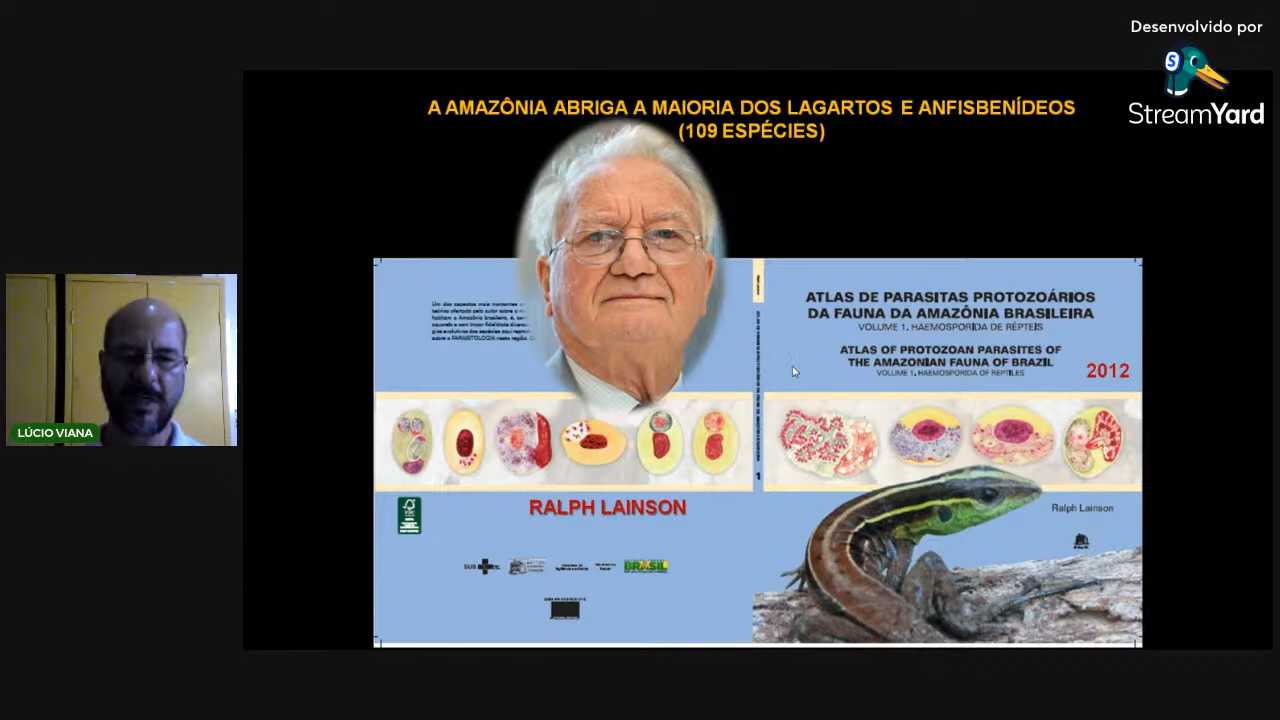 Desenvolvido por
StreamYard
A AMAZÔNIA ABRIGA A MAIORIA DOS LAGARTOS E ANFISBENÍDEOS
(109 ESPÉCIES)
ATLAS DE PARASITAS PROTOZOÁRIOS
DA FAUNA DA AMAZÔNIA BRASILEIRA
VOLUME 1. HAEMOSPORIDA DE RÉPTEIS
ATLAS OF PROTOZOAN PARASITES OF
THE AMAZONIAN FAUNA OF BRAZIL
VOLUME 1. HAEMOSPORIDA OF REPTILES
2012
LÚCIO VIANA
RALPH LAINSON
Ralph Lainson
SUS
BRASIL